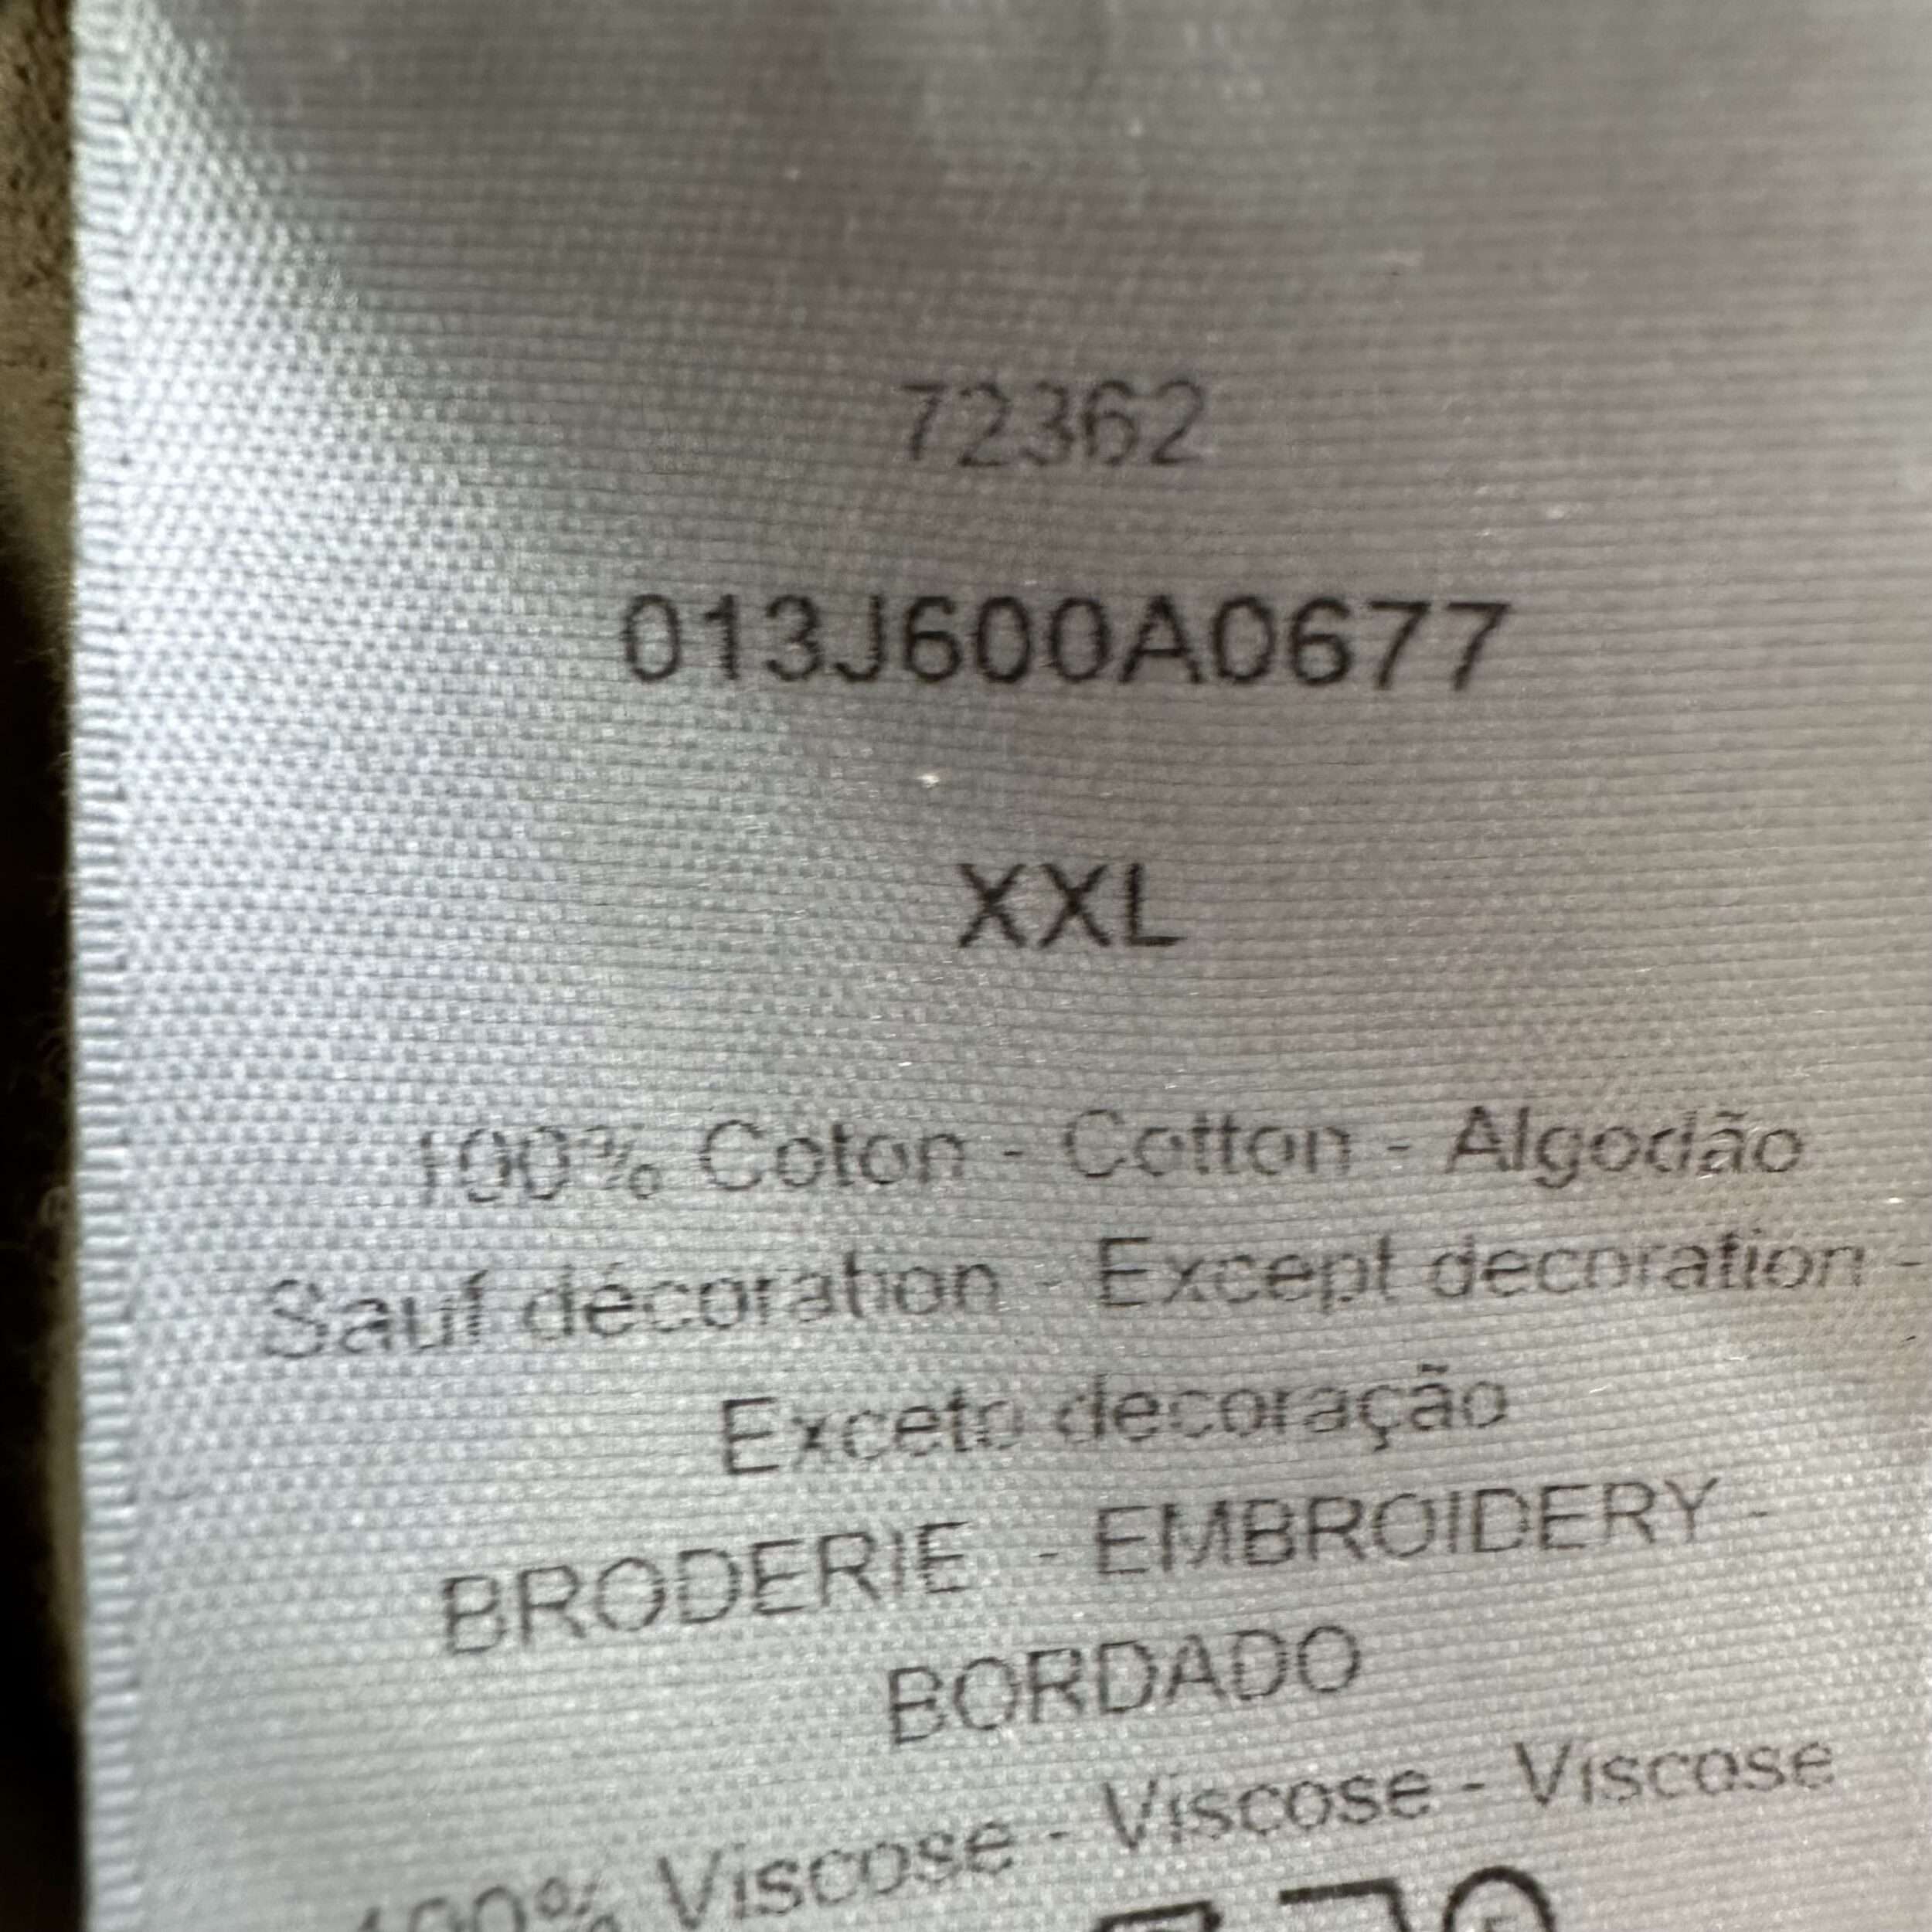 72362
013J600A0677
XXL
100% Coton - Cotton - Algodão
Sauf décoration - Except decoration -
Exceto decoração
BRODERIE - EMBROIDERY -
BORDADO
100% Viscose - Viscose - Viscose